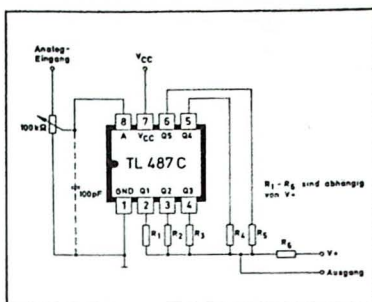 Analog-
Eingang
VCC
100kΩ
8 7 6 5
A VCC Q5 Q4
TL 487 C
100pF
GND Q1 Q2 Q3
1 2 3 4
R1 R2 R3 R4 R5
R1 - R6 sind abhängig
von V+
R6
V+
Ausgang